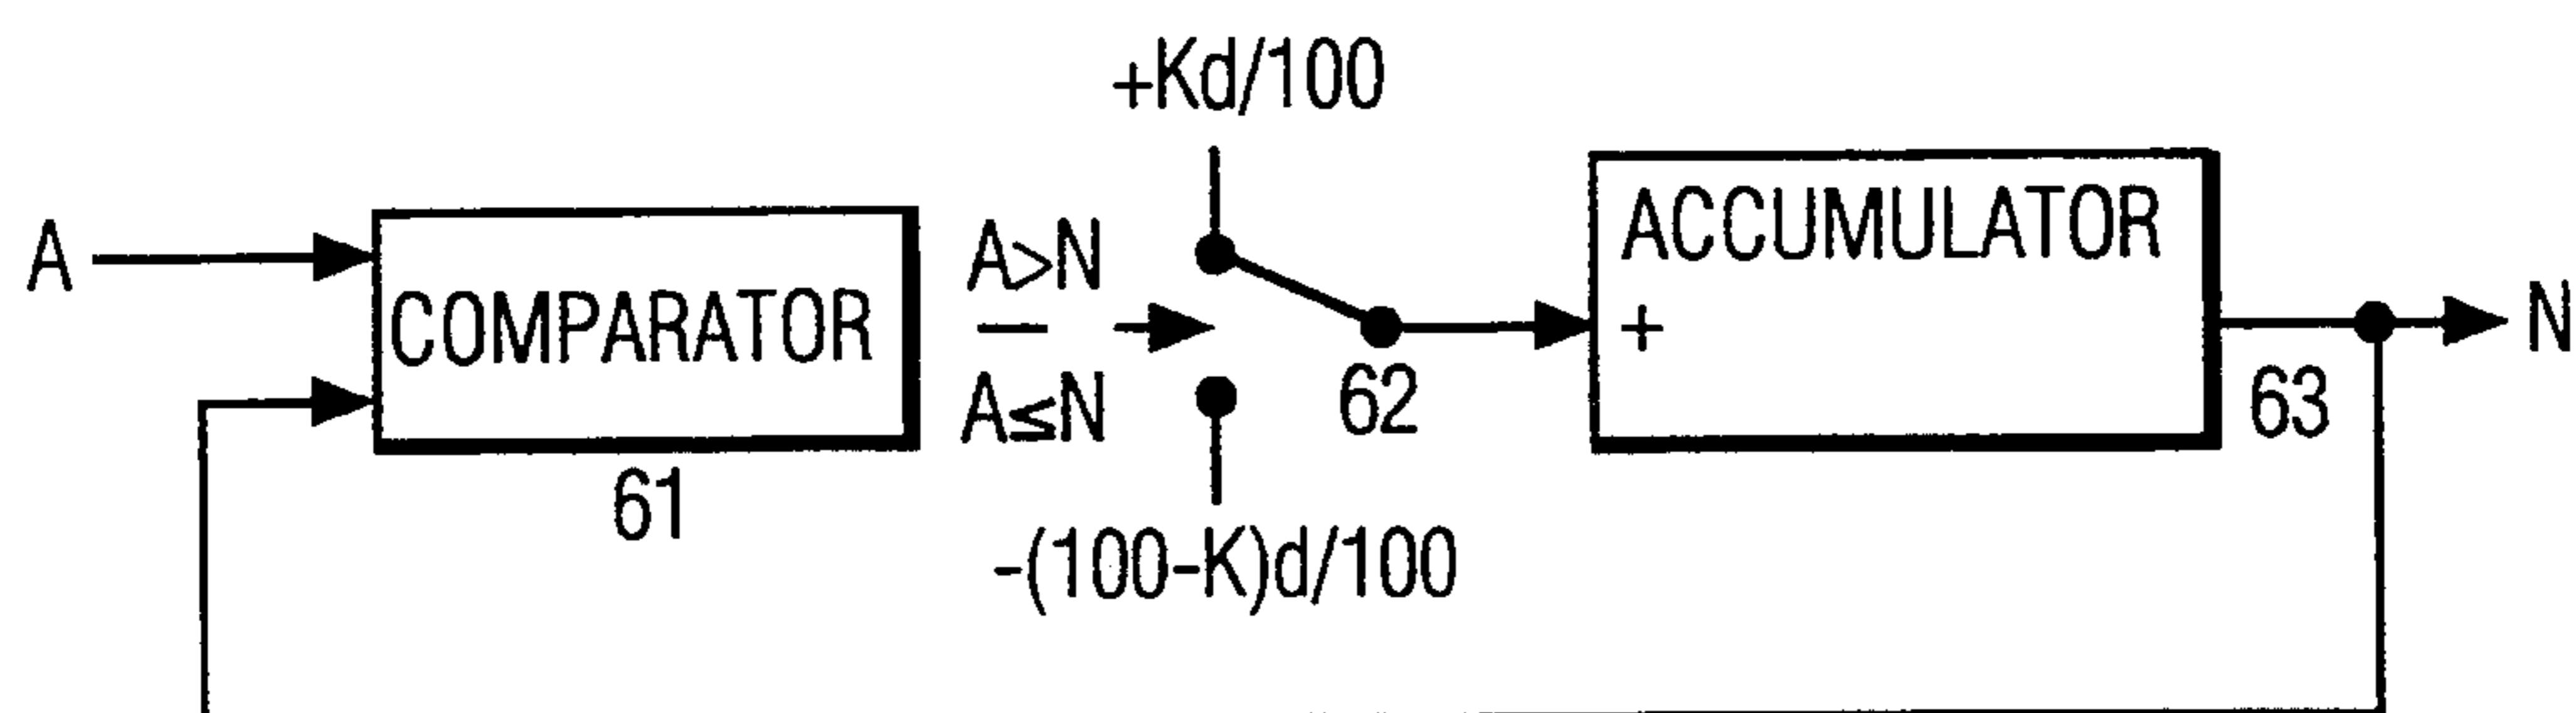 +Kd/100
A
COMPARATOR
61
A>N
—
A≤N
62
-(100-K)d/100
ACCUMULATOR
+
63
N